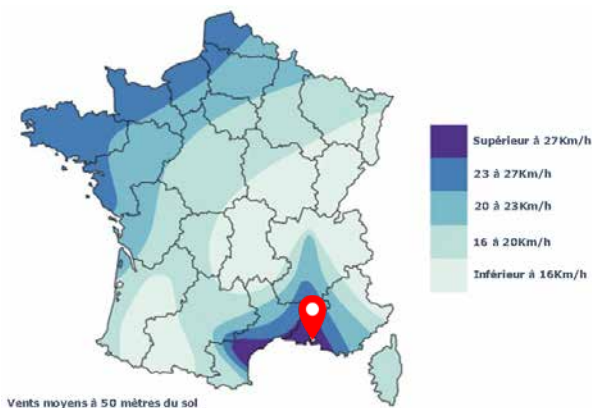 Supérieur à 27Km/h
23 à 27Km/h
20 à 23Km/h
16 à 20Km/h
Inférieur à 16Km/h
Vents moyens à 50 mètres du sol